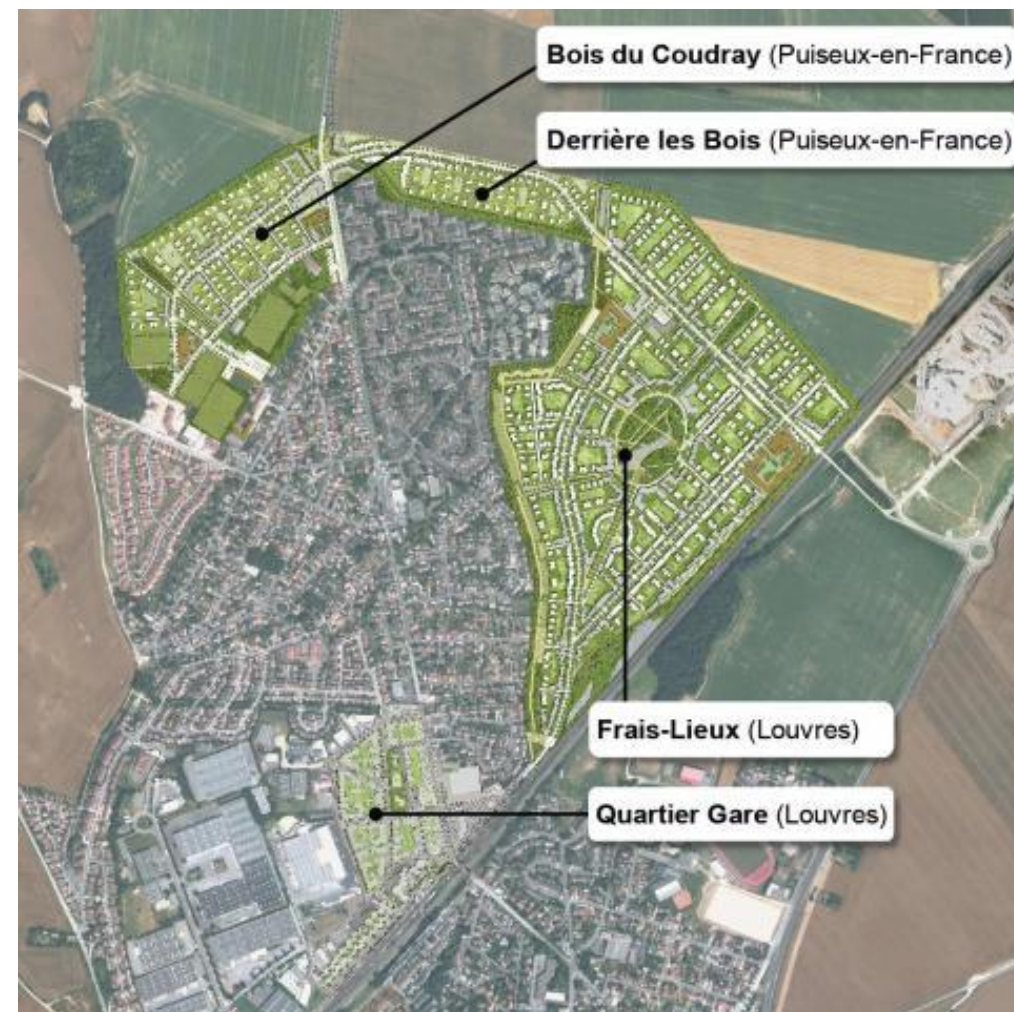 Bois du Coudray (Puiseux-en-France)
Derrière les Bois (Puiseux-en-France)
Frais-Lieux (Louvres)
Quartier Gare (Louvres)